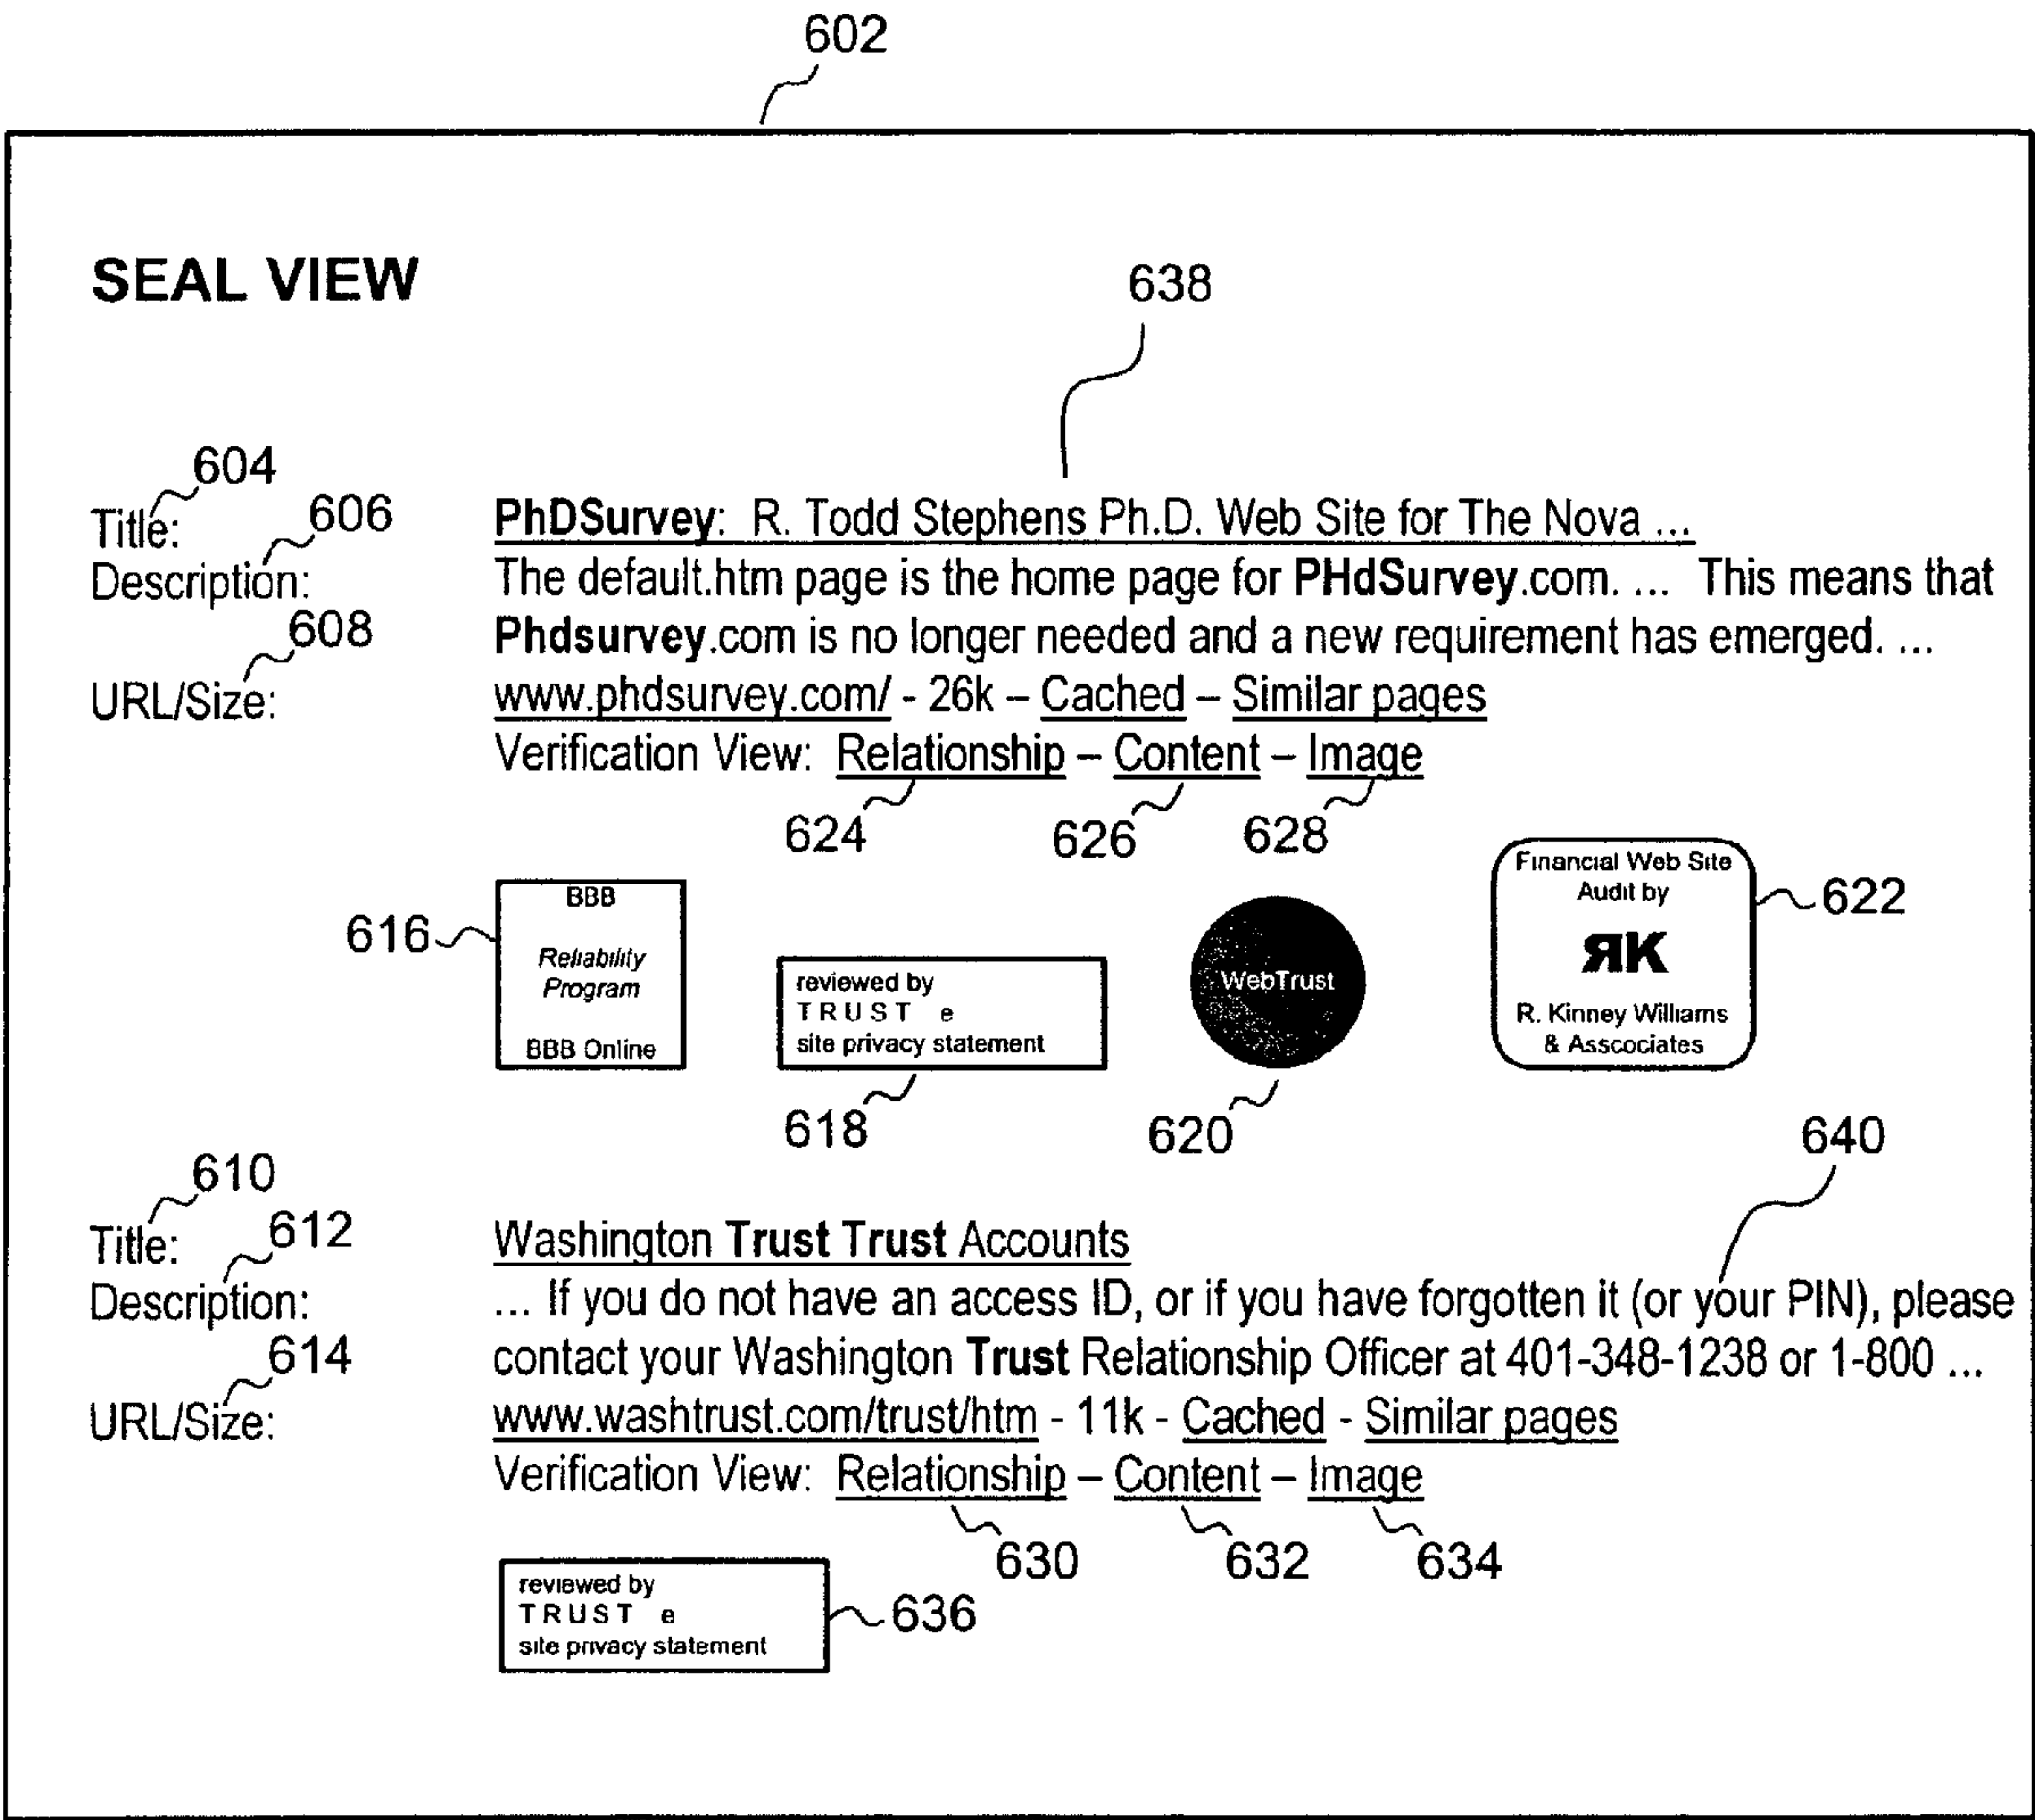 602
SEAL VIEW
638
604
Title:
606
PhDSurvey: R. Todd Stephens Ph.D. Web Site for The Nova ...
Description:
The default.htm page is the home page for PHdSurvey.com. ... This means that
608
Phdsurvey.com is no longer needed and a new requirement has emerged. ...
URL/Size:
www.phdsurvey.com/ - 26k – Cached – Similar pages
Verification View: Relationship – Content – Image
624
626
628
616
BBB
Reliability
Program
BBB Online
reviewed by
TRUST e
site privacy statement
618
WebTrust
620
Financial Web Site
Audit by
ЯK
R. Kinney Williams
& Asscociates
622
640
610
Title:
612
Washington Trust Trust Accounts
Description:
... If you do not have an access ID, or if you have forgotten it (or your PIN), please
614
contact your Washington Trust Relationship Officer at 401-348-1238 or 1-800 ...
URL/Size:
www.washtrust.com/trust/htm - 11k - Cached - Similar pages
Verification View: Relationship – Content – Image
630
632
634
reviewed by
TRUST e
site privacy statement
636